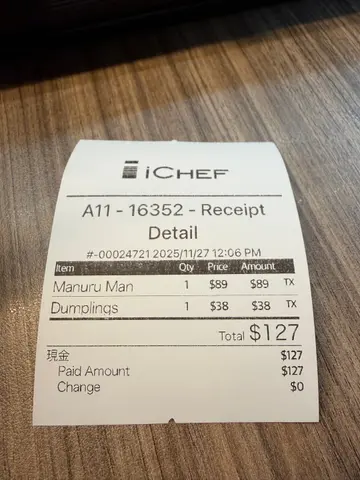 iCHEF
A11 - 16352 - Receipt
Detail
#-00024721 2025/11/27 12:06 PM
Item Qty Price Amount
Manuru Man 1 $89 $89 TX
Dumplings 1 $38 $38 TX
Total $127
現金 $127
Paid Amount $127
Change $0